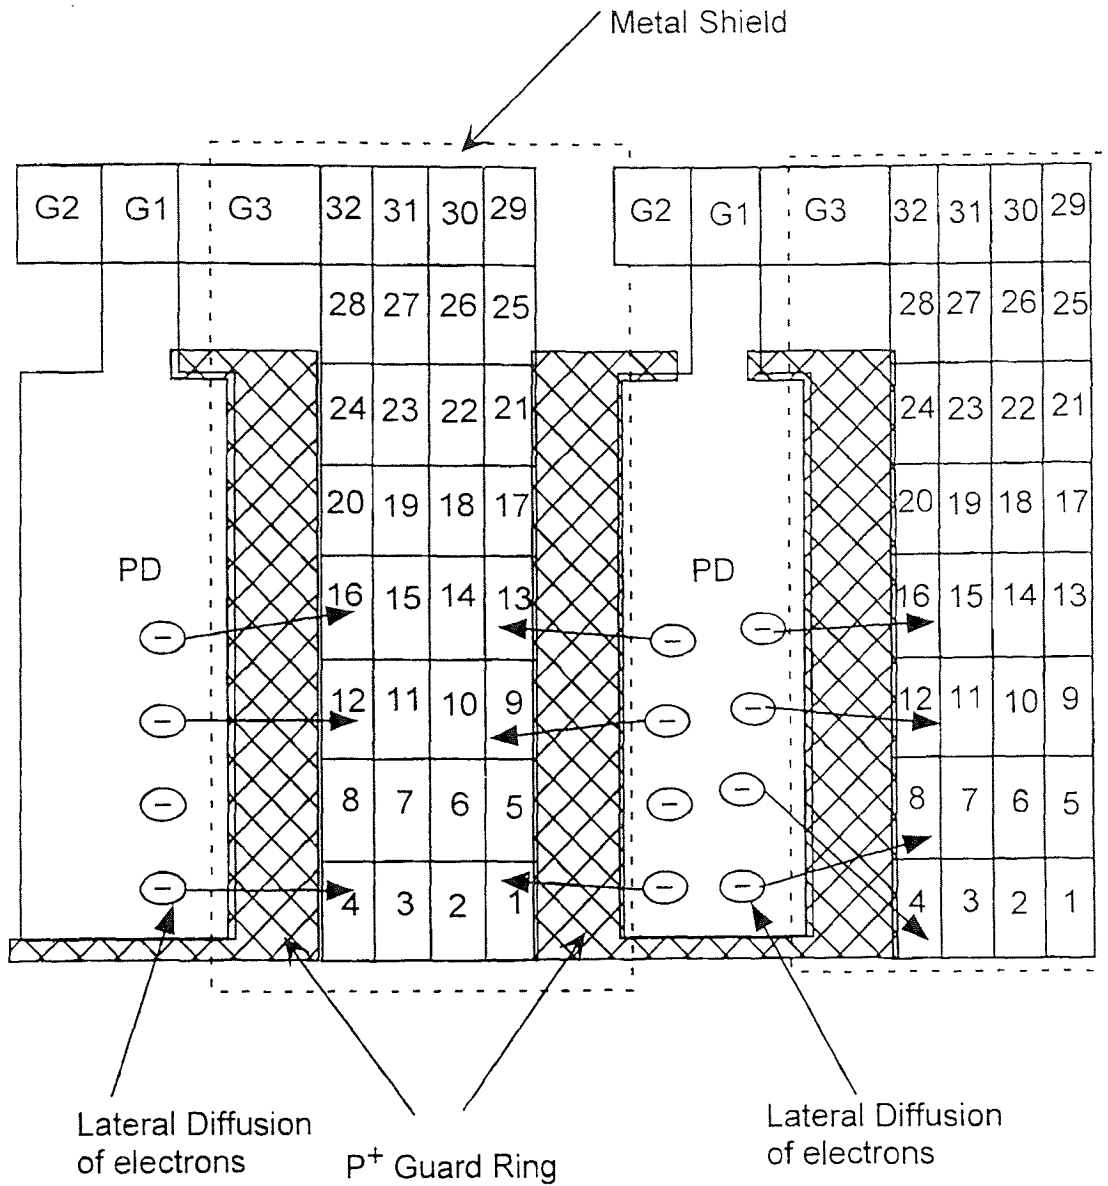 Metal Shield
G2 G1 G3 32 31 30 29 G2 G1 G3 32 31 30 29
28 27 26 25 28 27 26 25
24 23 22 21 24 23 22 21
20 19 18 17 20 19 18 17
PD PD
16 15 14 13 16 15 14 13
12 11 10 9 12 11 10 9
8 7 6 5 8 7 6 5
4 3 2 1 4 3 2 1
Lateral Diffusion
of electrons
P+ Guard Ring
Lateral Diffusion
of electrons